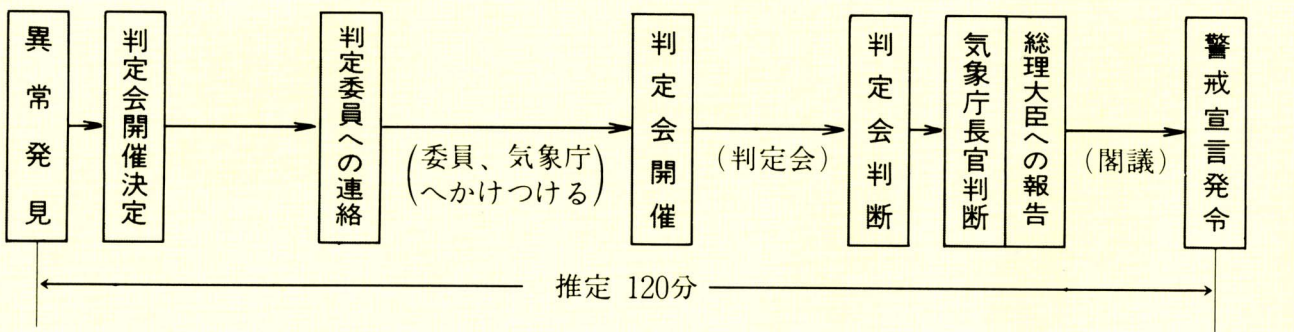 異常発見
判定会開催決定
判定委員への連絡
(委員、気象庁
へかけつける)
判定会開催
(判定会)
判定会判断
気象庁長官判断
総理大臣への報告
(閣議)
警戒宣言発令
推定 120分